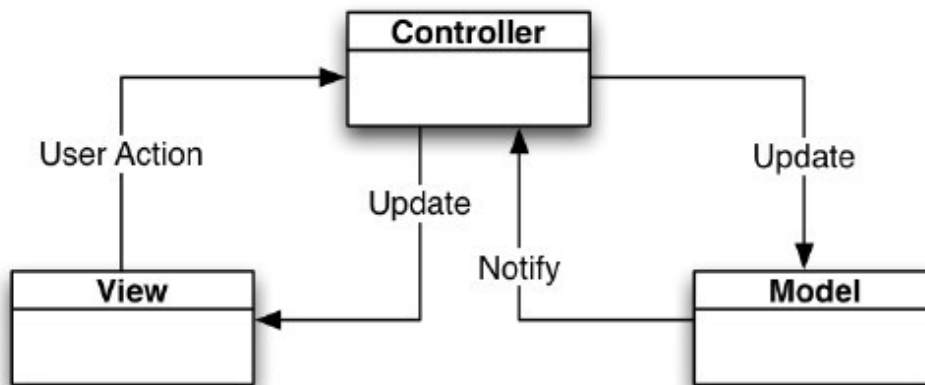 Controller
User Action
Update
Update
Notify
View
Model